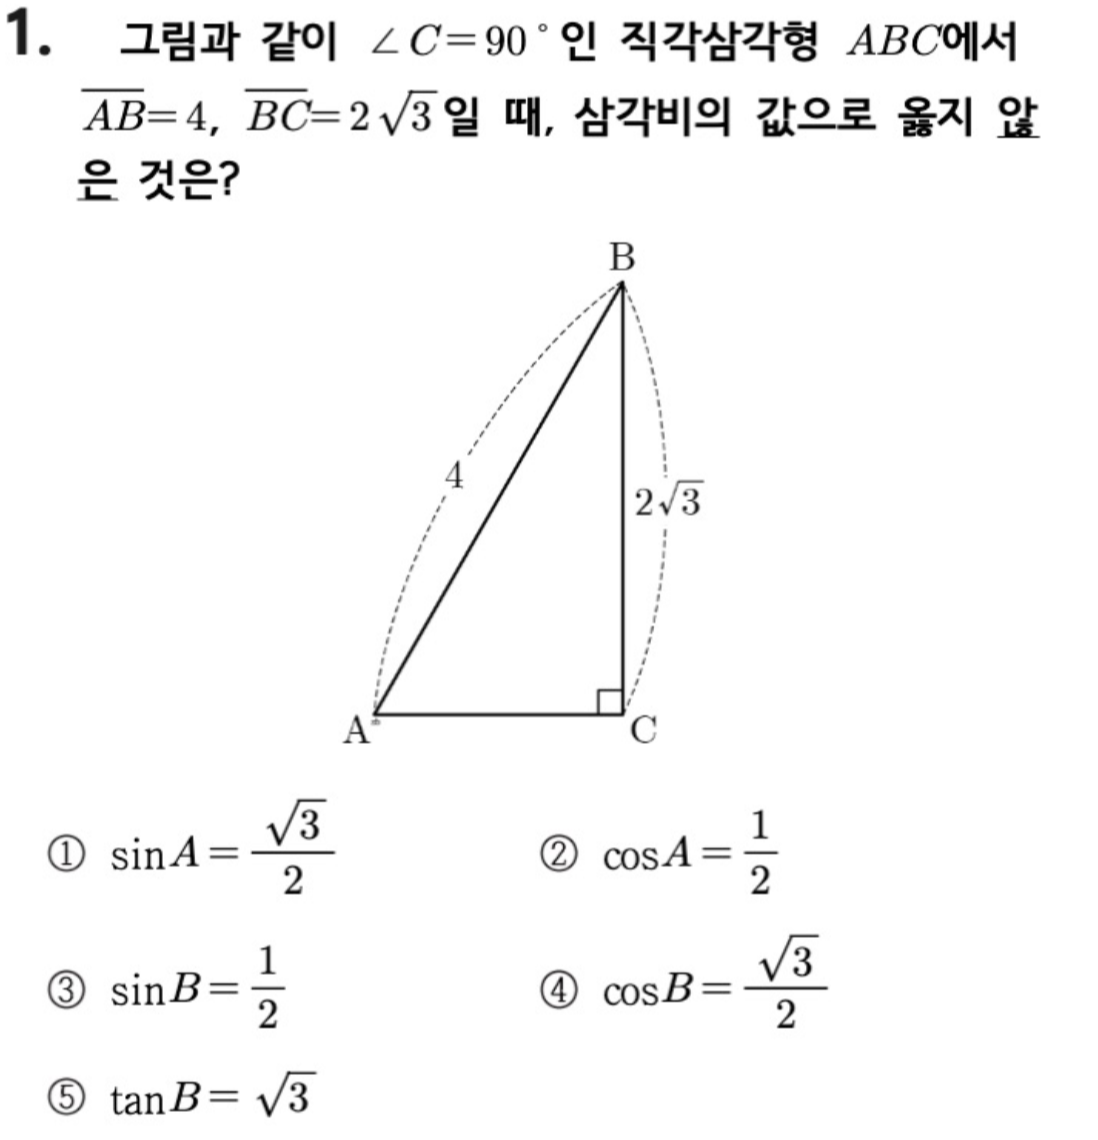 1. 그림과 같이 ∠C=90°인 직각삼각형 ABC에서
\overline{AB}=4, \overline{BC}=2√3일 때, 삼각비의 값으로 옳지 않
은 것은?
B
4
2√3
A
C
① sinA=√3/2 ② cosA=1/2
③ sinB=1/2 ④ cosB=√3/2
⑤ tanB=√3